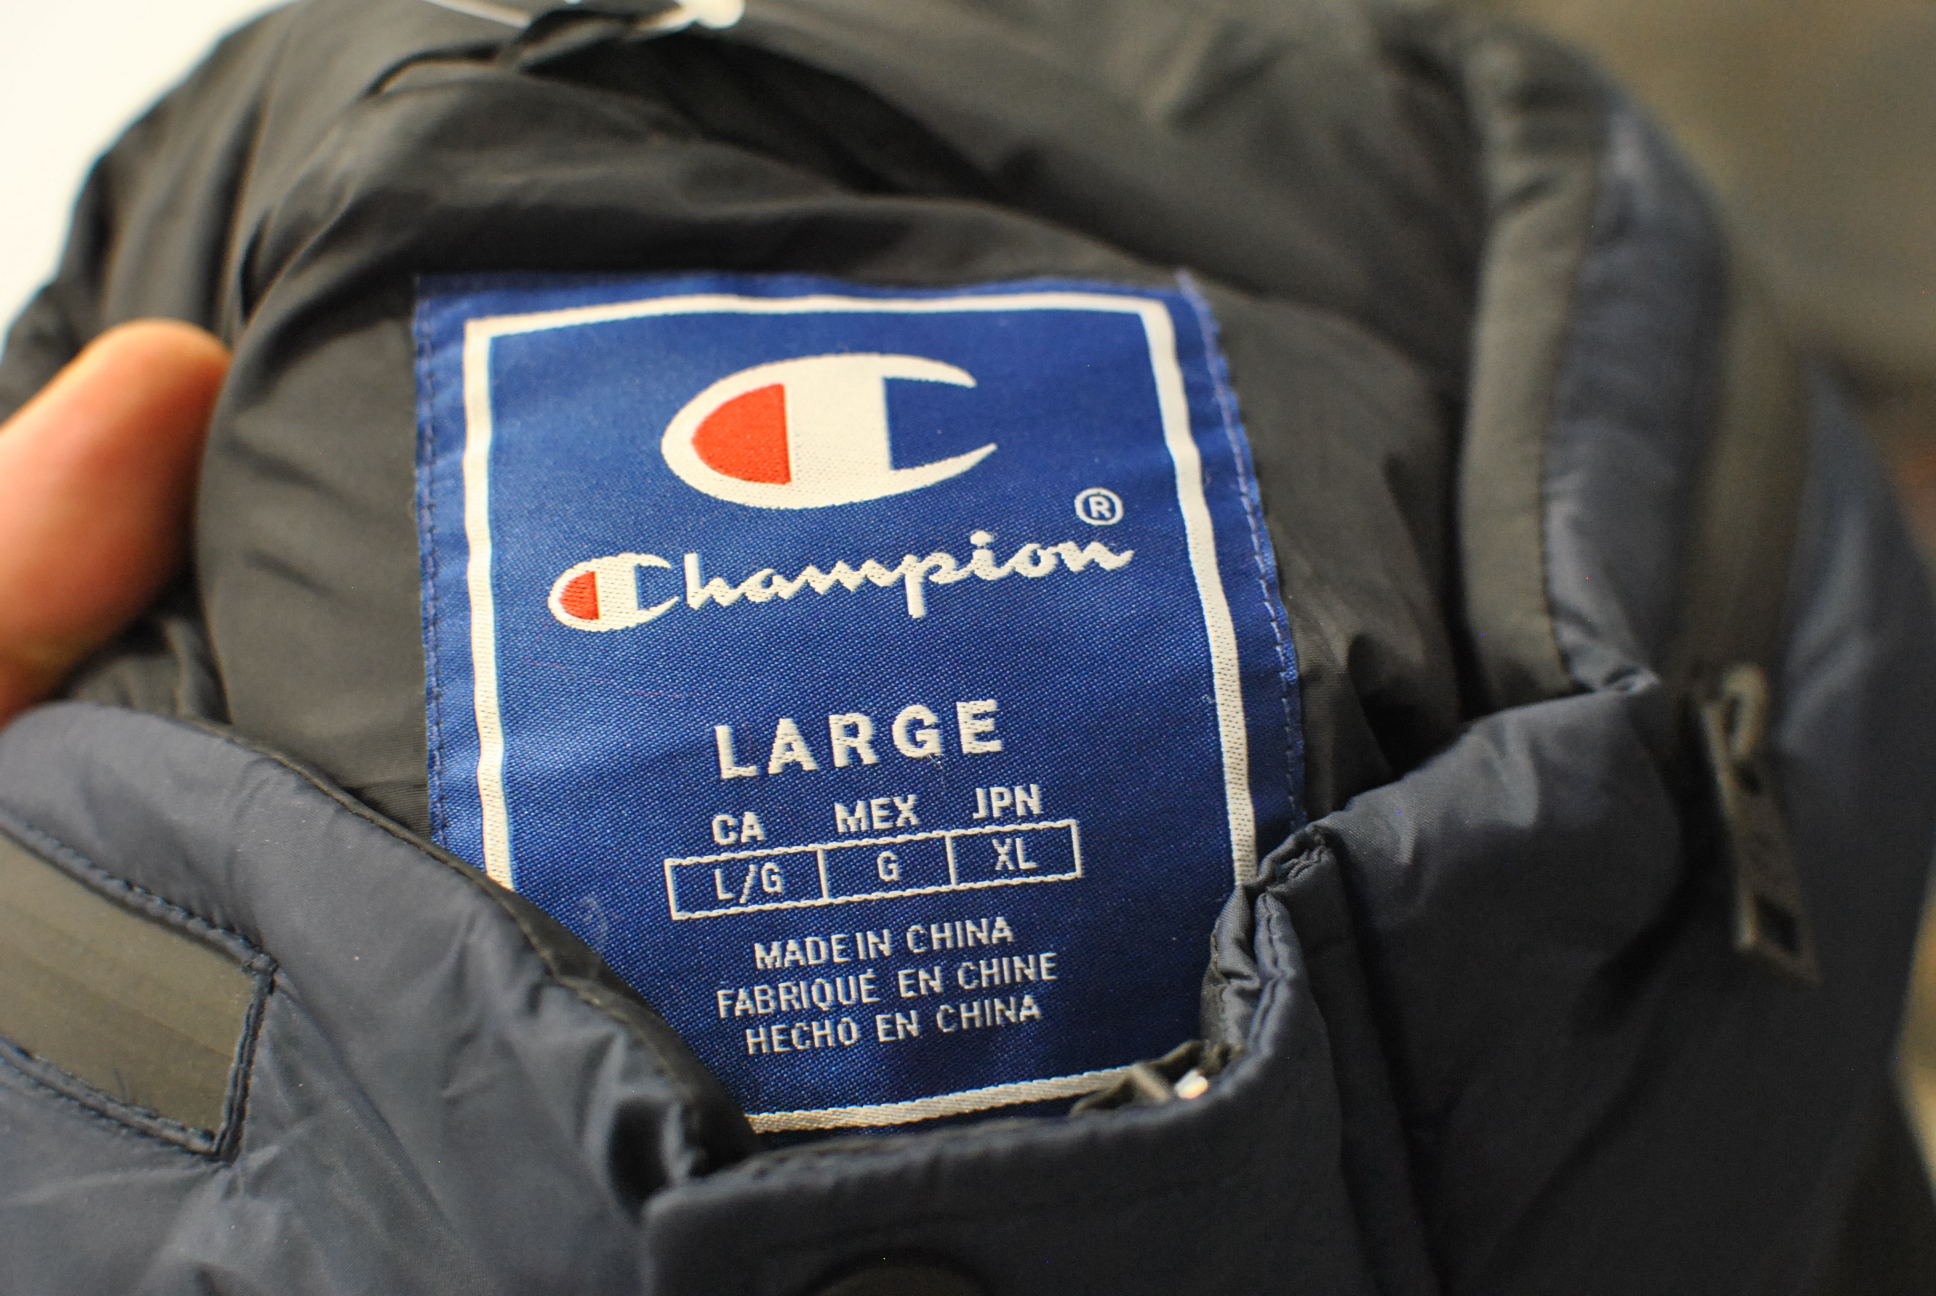 ®
Champion
LARGE
CA MEX JPN
L/G G XL
MADE IN CHINA
FABRIQUÉ EN CHINE
HECHO EN CHINA